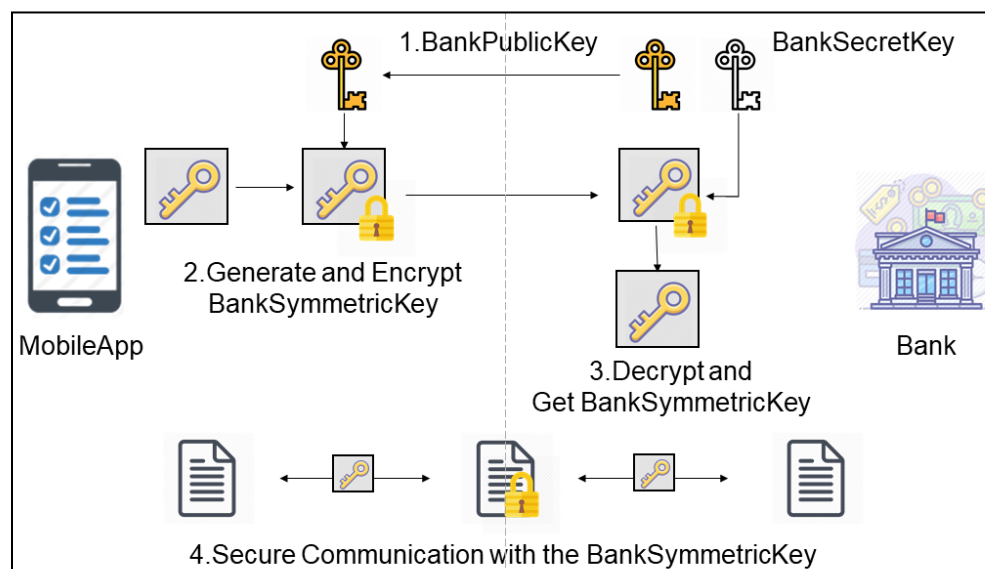 1.BankPublicKey
BankSecretKey
2.Generate and Encrypt
BankSymmetricKey
MobileApp
Bank
3.Decrypt and
Get BankSymmetricKey
4.Secure Communication with the BankSymmetricKey